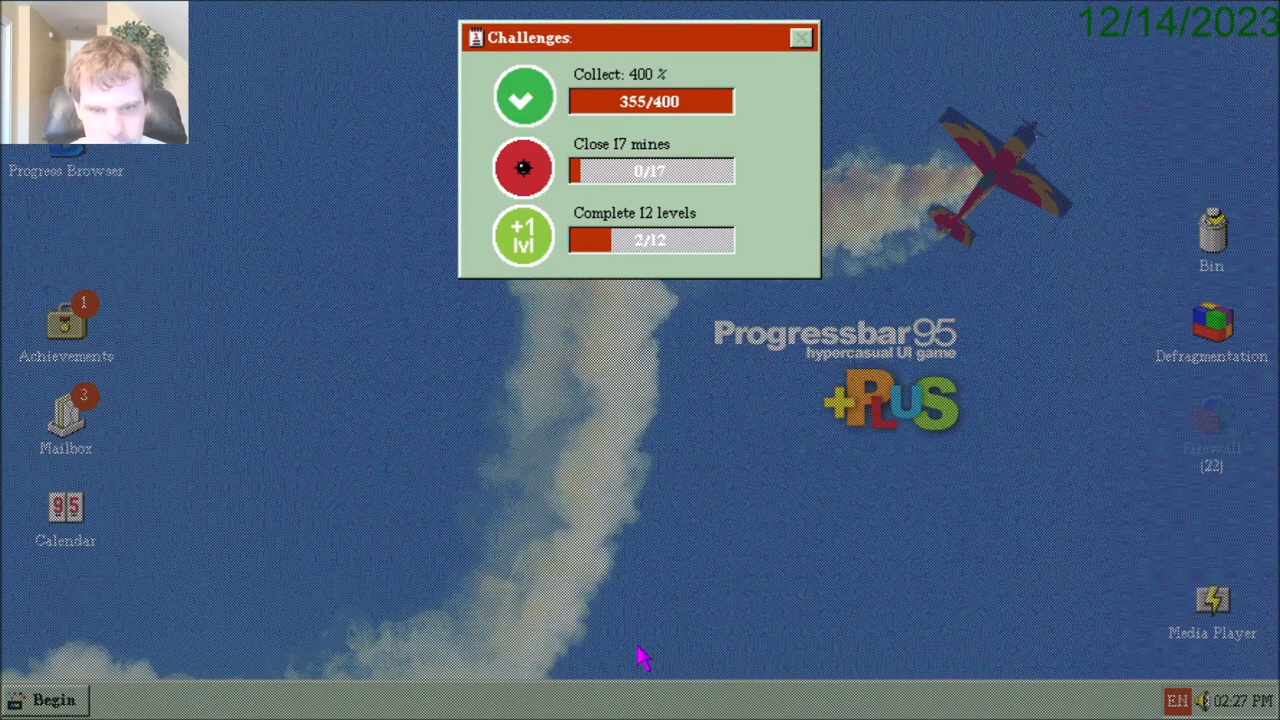 12/14/2023
Challenges:
Collect: 400 %
355/400
Close 17 mines
0/17
+1
lvl
Complete 12 levels
2/12
Progress Browser
1
Achievements
3
Mailbox
95
Calendar
Progressbar95
hypercasual UI game
+PLUS
Bin
Defragmentation
Firewall
(22)
Media Player
Begin
EN
02:27 PM